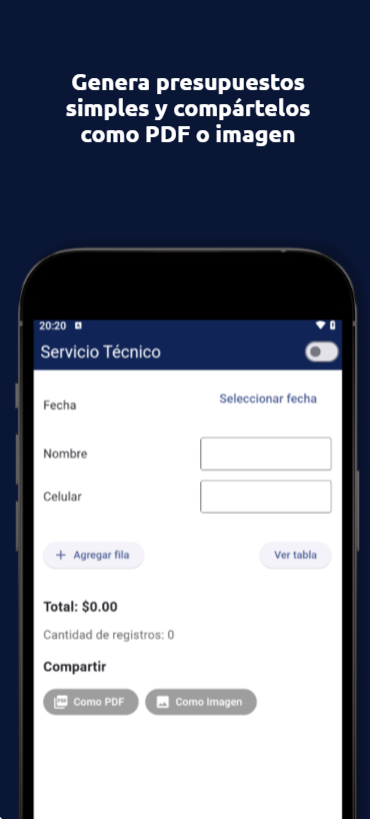 Genera presupuestos
simples y compártelos
como PDF o imagen
20:20
Servicio Técnico
Fecha
Seleccionar fecha
Nombre
Celular
+ Agregar fila
Ver tabla
Total: $0.00
Cantidad de registros: 0
Compartir
Como PDF
Como Imagen